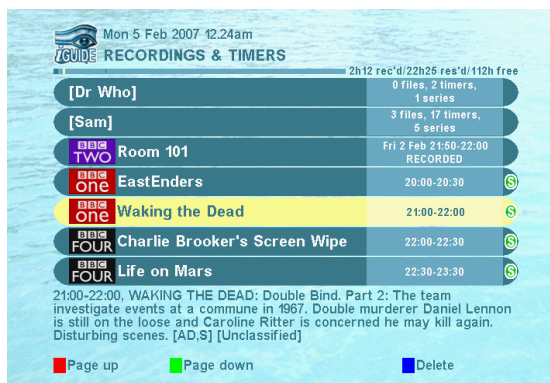 Mon 5 Feb 2007 12.24am
iGUIDE RECORDINGS & TIMERS
2h12 rec'd/22h25 res'd/112h free
[Dr Who] 0 files, 2 timers,
1 series
[Sam] 3 files, 17 timers,
5 series
BBC TWO Room 101 Fri 2 Feb 21:50-22:00
RECORDED
BBC one EastEnders 20:00-20:30 S
BBC one Waking the Dead 21:00-22:00 S
BBC FOUR Charlie Brooker's Screen Wipe 22:00-22:30 S
BBC FOUR Life on Mars 22:30-23:30 S
21:00-22:00, WAKING THE DEAD: Double Bind. Part 2: The team
investigate events at a commune in 1967. Double murderer Daniel Lennon
is still on the loose and Caroline Ritter is concerned he may kill again.
Disturbing scenes. [AD,S] [Unclassified]
Page up Page down Delete